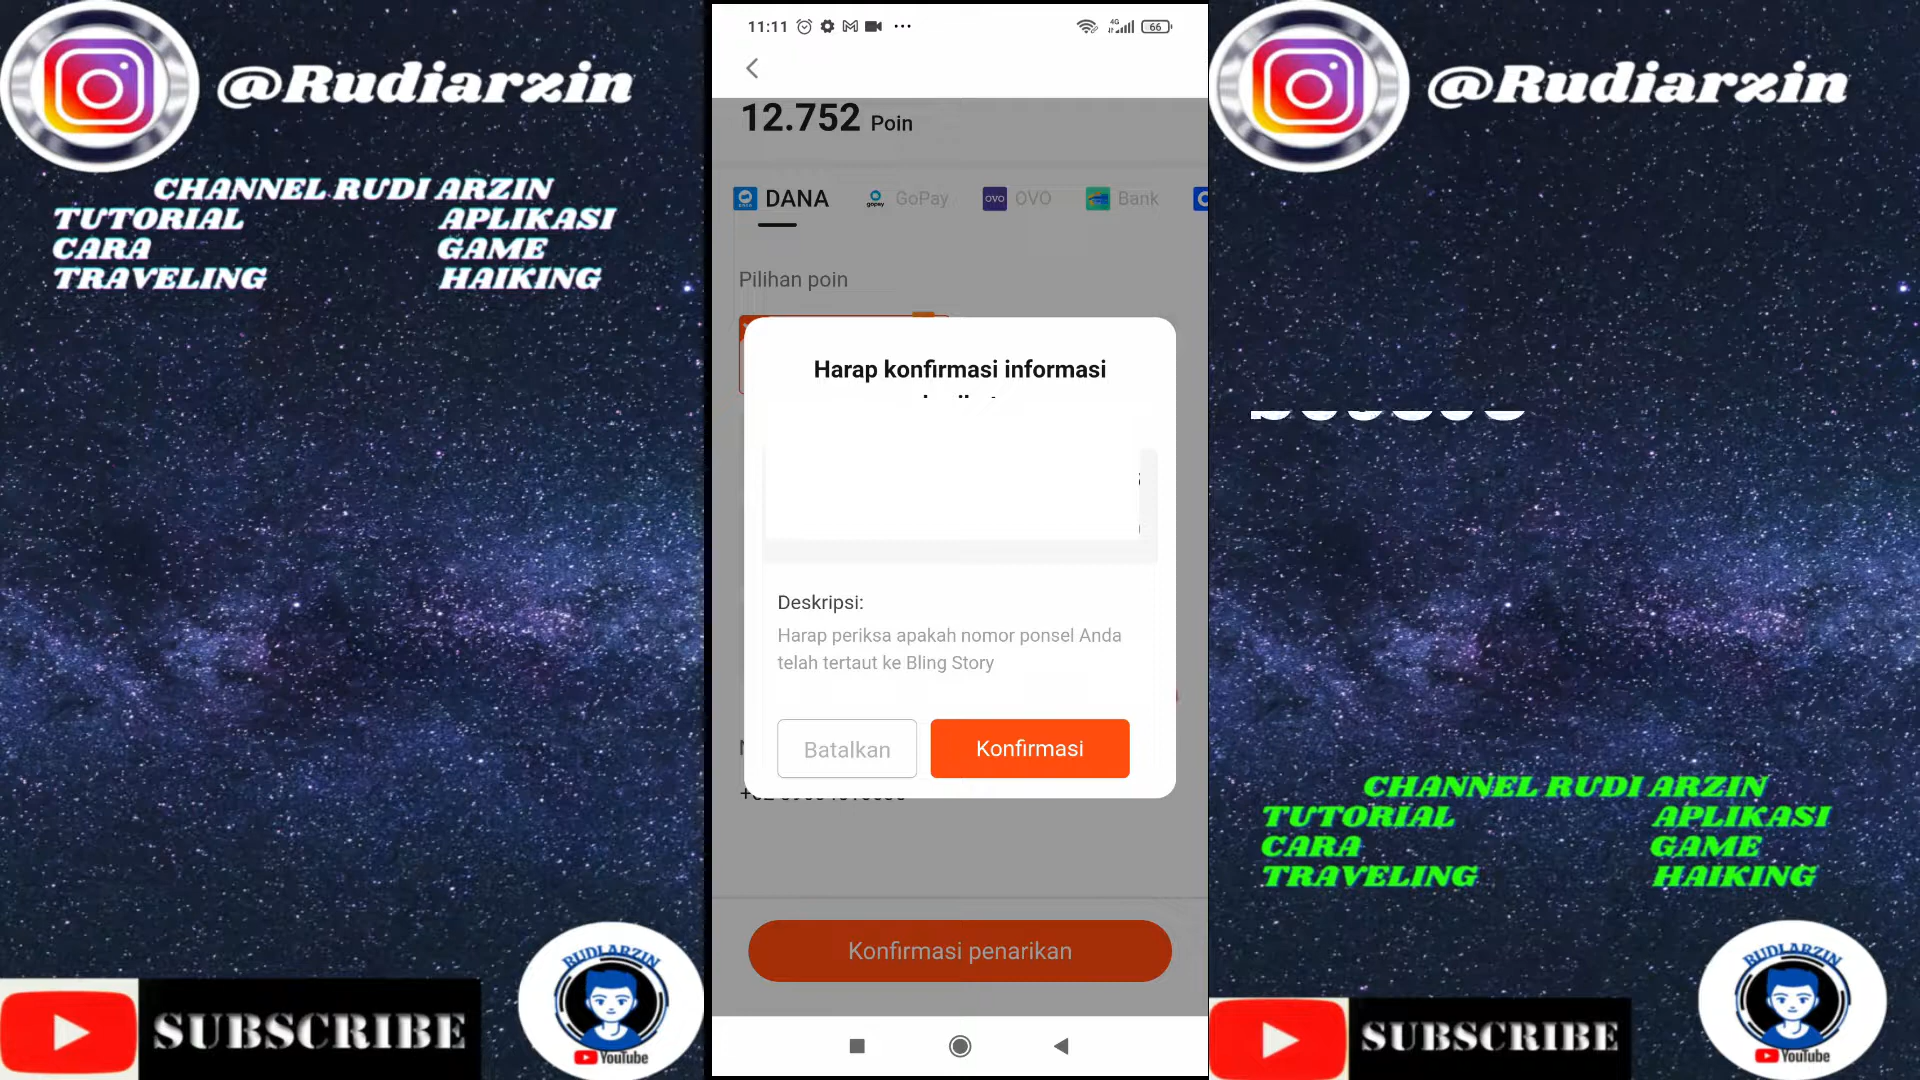 @Rudiarzin
CHANNEL RUDI ARZIN
TUTORIAL APLIKASI
CARA GAME
TRAVELING HAIKING
RUDI ARZIN
YouTube
SUBSCRIBE
11:11
4G
66
12.752 Poin
DANA GoPay OVO Bank
Pilihan poin
Harap konfirmasi informasi
Deskripsi:
Harap periksa apakah nomor ponsel Anda
telah tertaut ke Bling Story
Batalkan Konfirmasi
Konfirmasi penarikan
@Rudiarzin
CHANNEL RUDI ARZIN
TUTORIAL APLIKASI
CARA GAME
TRAVELING HAIKING
RUDI ARZIN
YouTube
SUBSCRIBE